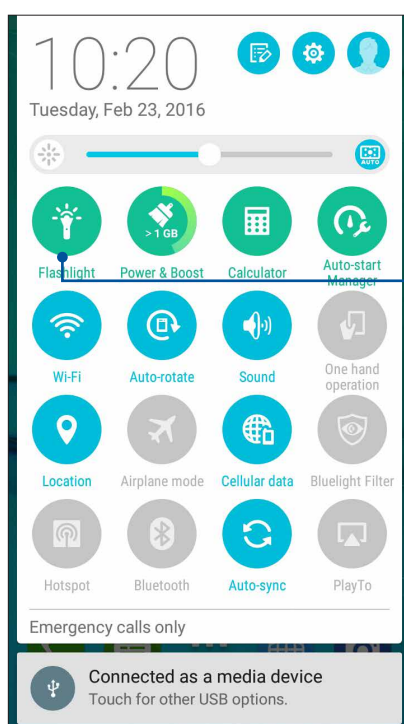 10:20
Tuesday, Feb 23, 2016
AUTO
> 1 GB
Flashlight Power & Boost Calculator Auto-start
Manager
Wi-Fi Auto-rotate Sound One hand
operation
Location Airplane mode Cellular data Bluelight Filter
Hotspot Bluetooth Auto-sync PlayTo
Emergency calls only
Connected as a media device
Touch for other USB options.